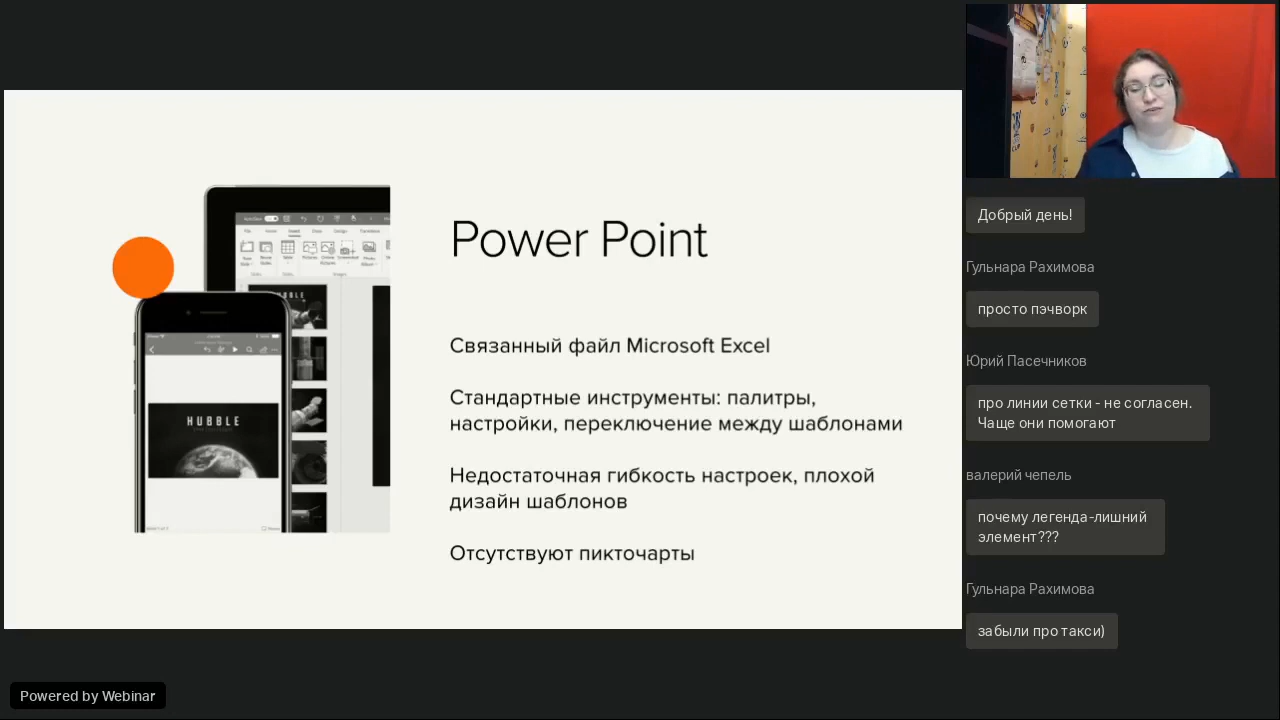 Power Point
Связанный файл Microsoft Excel
Стандартные инструменты: палитры,
настройки, переключение между шаблонами
Недостаточная гибкость настроек, плохой
дизайн шаблонов
Отсутствуют пикточарты
HUBBLE
Добрый день!
Гульнара Рахимова
просто пэчворк
Юрий Пасечников
про линии сетки - не согласен.
Чаще они помогают
валерий чепель
почему легенда-лишний
элемент???
Гульнара Рахимова
забыли про такси)
Powered by Webinar